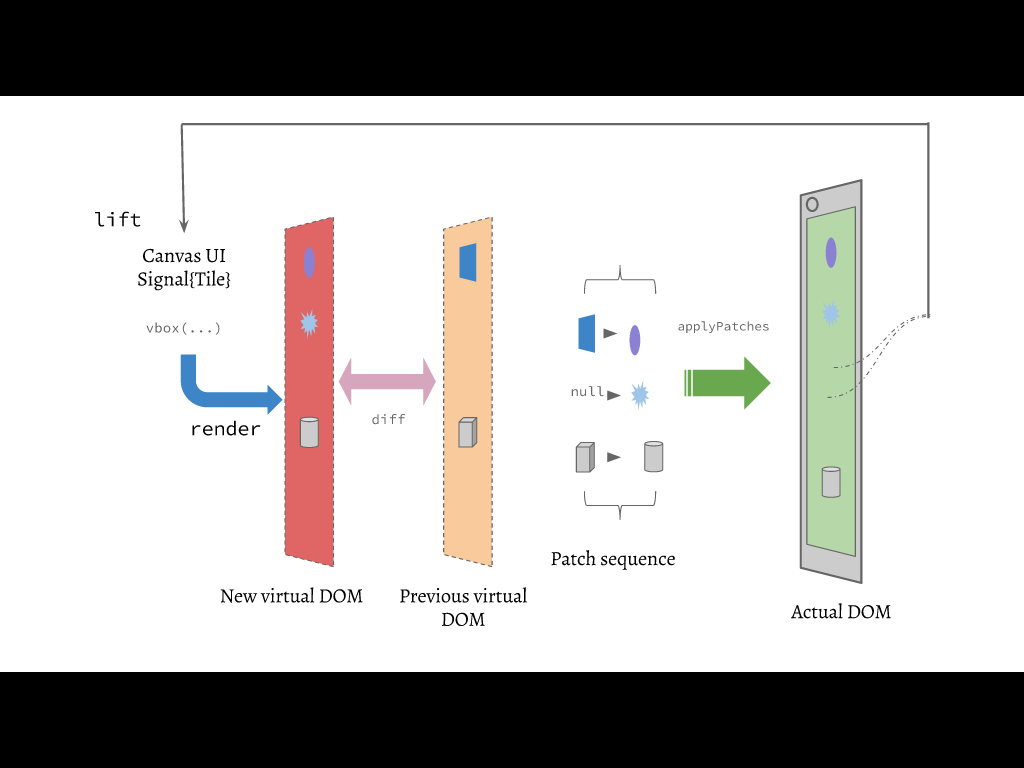 lift
Canvas UI
Signal{Tile}
vbox(...)
render
diff
null
applyPatches
New virtual DOM
Previous virtual
DOM
Patch sequence
Actual DOM